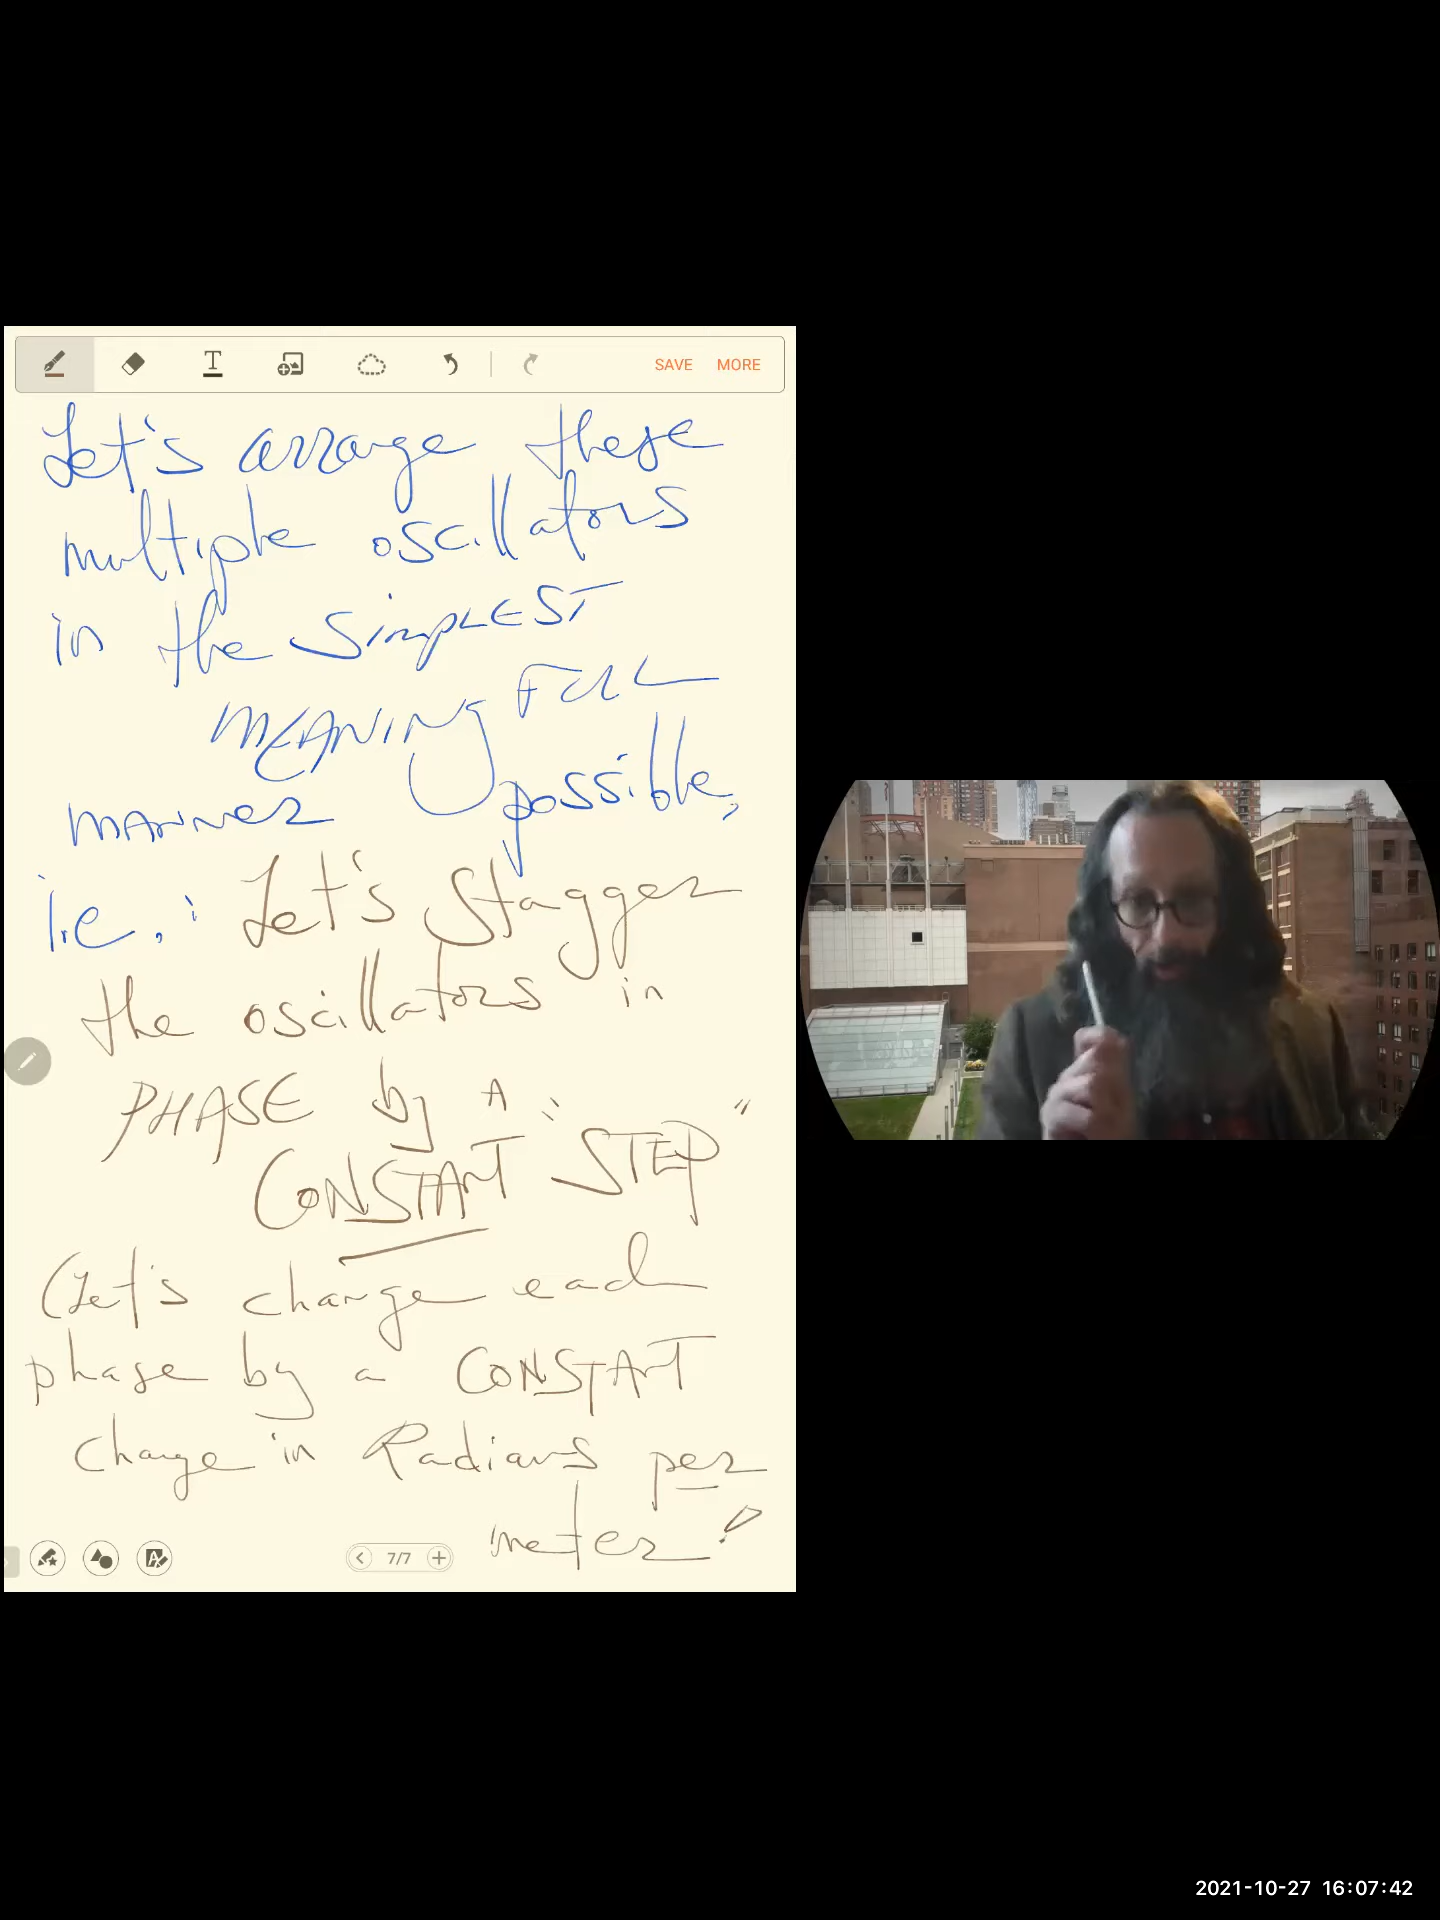 T
SAVE
MORE
Let's arrange these
multiple oscillators
in the SimpLEST
MEANINgFULL
MANNER possible,
i.e.: Let's Stagger
the oscillators in
PHASE by A
CONSTANT "STEP"
(Let's change each
phase by a CONSTANT
change in Radians per
meter!
A
7/7
2021-10-27 16:07:42